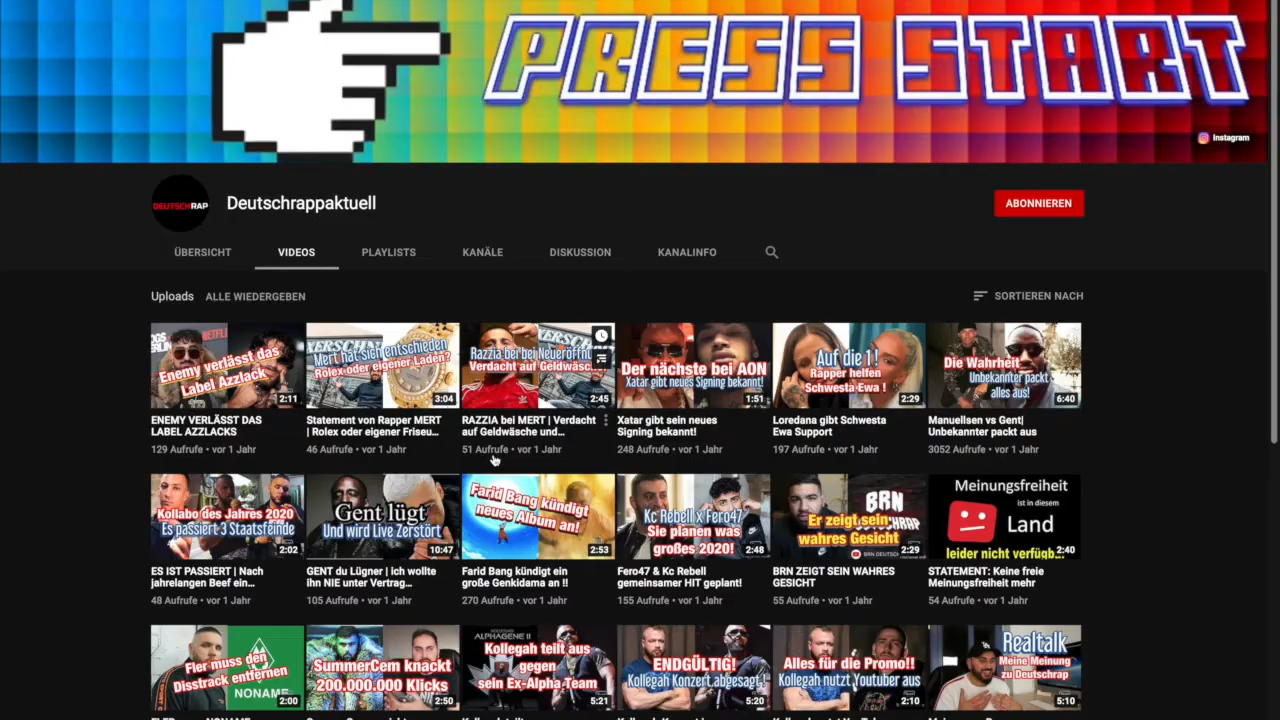 PRESS START
Instagram
DEUTSCHRAP
Deutschrappaktuell
ABONNIEREN
ÜBERSICHT
VIDEOS
PLAYLISTS
KANÄLE
DISKUSSION
KANALINFO
Uploads
ALLE WIEDERGEBEN
SORTIEREN NACH
Enemy verlässt das
Label Azzlack
2:11
Mert hat sich entschieden
Rolex oder eigener Laden?
3:04
Razzia bei bei Neueröffnu
Verdacht auf Geldwäsch
2:45
Der nächste bei AON
Xatar gibt neues Signing bekannt!
1:51
Auf die 1!
Rapper helfen
Schwesta Ewa !
2:29
Die Wahrheit
Unbekannter packt
alles aus!
6:40
ENEMY VERLÄSST DAS
LABEL AZZLACKS
129 Aufrufe • vor 1 Jahr
Statement von Rapper MERT
| Rolex oder eigener Friseu...
46 Aufrufe • vor 1 Jahr
RAZZIA bei MERT | Verdacht
auf Geldwäsche und...
51 Aufrufe • vor 1 Jahr
Xatar gibt sein neues
Signing bekannt!
248 Aufrufe • vor 1 Jahr
Loredana gibt Schwesta
Ewa Support
197 Aufrufe • vor 1 Jahr
Manuellsen vs Gent|
Unbekannter packt aus
3052 Aufrufe • vor 1 Jahr
Kollabo des Jahres 2020
Es passiert 3 Staatsfeinde
2:02
Gent lügt
Und wird Live Zerstört
10:47
Farid Bang kündigt
neues Album an!
2:53
Kc Rebell x Fero47
Sie planen was
großes 2020!
2:48
BRN
Er zeigt sein
wahres Gesicht
BRN DEUTSC
2:29
Meinungsfreiheit
ist in diesem
Land
leider nicht verfügb
2:40
ES IST PASSIERT | Nach
jahrelangen Beef ein...
48 Aufrufe • vor 1 Jahr
GENT du Lügner | ich wollte
ihn NIE unter Vertrag...
105 Aufrufe • vor 1 Jahr
Farid Bang kündigt ein
große Genkidama an !!
270 Aufrufe • vor 1 Jahr
Fero47 & Kc Rebell
gemeinsamer HIT geplant!
155 Aufrufe • vor 1 Jahr
BRN ZEIGT SEIN WAHRES
GESICHT
55 Aufrufe • vor 1 Jahr
STATEMENT: Keine freie
Meinungsfreiheit mehr
54 Aufrufe • vor 1 Jahr
Fler muss den
Disstrack entfernen
NONAME
2:00
SummerCem knackt
200.000.000 Klicks
2:50
ALPHAGENE II
Kollegah teilt aus
gegen
sein Ex-Alpha Team
5:21
ENDGÜLTIG!
Kollegah Konzert abgesagt!
5:20
Alles für die Promo!!
Kollegah nutzt Youtuber aus
2:10
Realtalk
Meine Meinung
zu Deutschrap
5:10